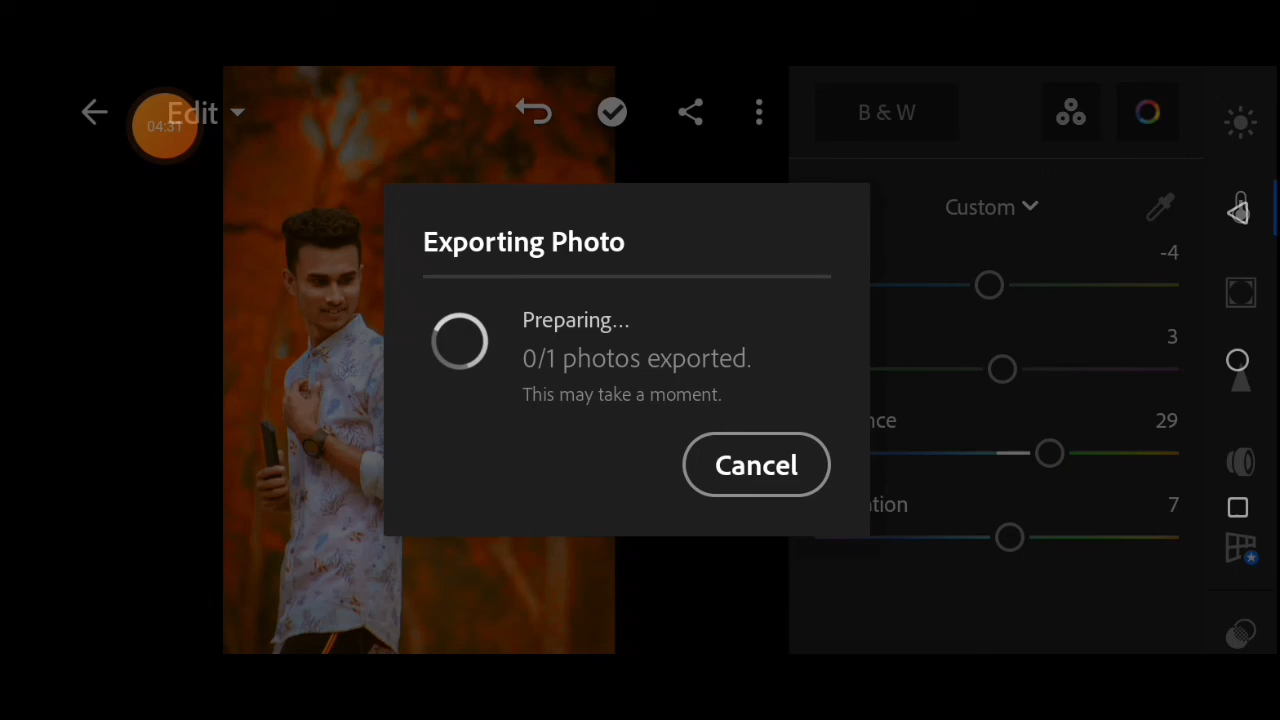 Edit
04:31
B & W
Custom
-4
Exporting Photo
Preparing...
0/1 photos exported.
This may take a moment.
Cancel
3
nce
29
ation
7